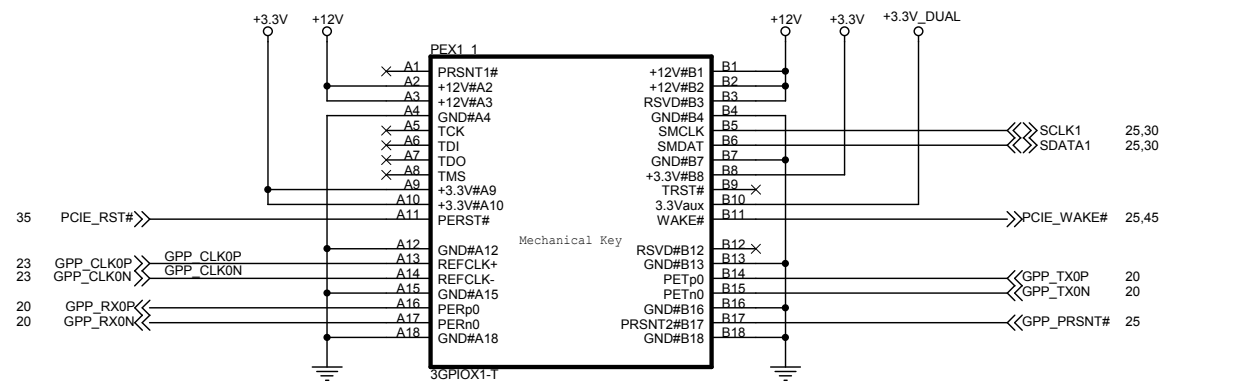 +3.3V +12V +12V +3.3V +3.3V_DUAL
PEX1_1
A1 PRSNT1# +12V#B1 B1
A2 +12V#A2 +12V#B2 B2
A3 +12V#A3 RSVD#B3 B3
A4 GND#A4 GND#B4 B4
A5 TCK SMCLK B5 SCLK1 25,30
A6 TDI SMDAT B6 SDATA1 25,30
A7 TDO GND#B7 B7
A8 TMS +3.3V#B8 B8
A9 +3.3V#A9 TRST# B9
A10 +3.3V#A10 3.3Vaux B10
35 PCIE_RST# A11 PERST# WAKE# B11 PCIE_WAKE# 25,45
Mechanical Key
A12 GND#A12 RSVD#B12 B12
23 GPP_CLK0P GPP_CLK0P A13 REFCLK+ GND#B13 B13
23 GPP_CLK0N GPP_CLK0N A14 REFCLK- PETp0 B14 GPP_TX0P 20
A15 GND#A15 PETn0 B15 GPP_TX0N 20
20 GPP_RX0P A16 PERp0 GND#B16 B16
20 GPP_RX0N A17 PERn0 PRSNT2#B17 B17 GPP_PRSNT# 25
A18 GND#A18 GND#B18 B18
3GPIOX1-T